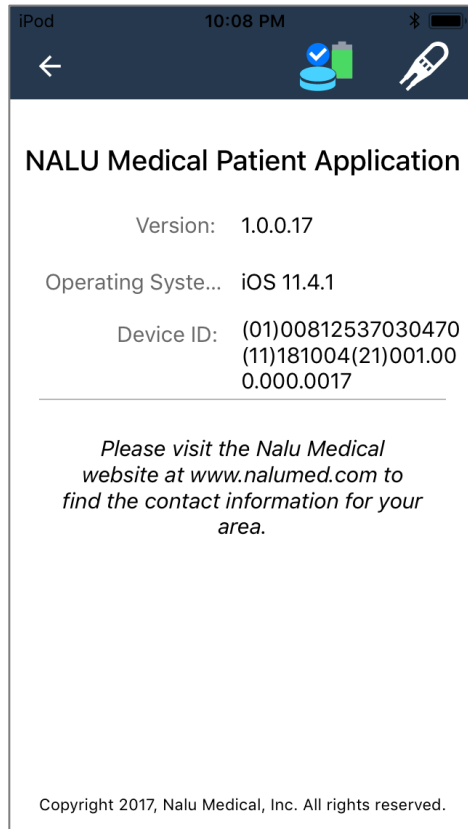 iPod 10:08 PM
NALU Medical Patient Application
Version: 1.0.0.17
Operating Syste... iOS 11.4.1
Device ID: (01)00812537030470
(11)181004(21)001.00
0.000.0017
Please visit the Nalu Medical
website at www.nalumed.com to
find the contact information for your
area.
Copyright 2017, Nalu Medical, Inc. All rights reserved.